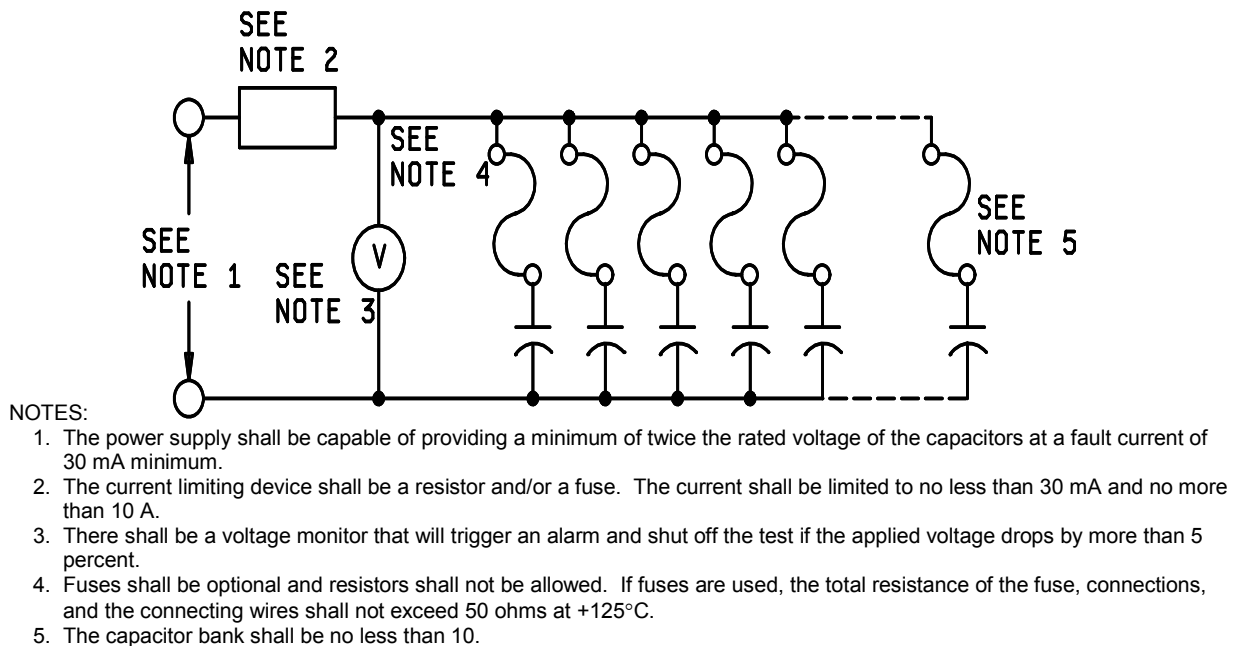 SEE
NOTE 2
SEE
NOTE 4
SEE
NOTE 1
V
SEE
NOTE 3
SEE
NOTE 5
NOTES:
1. The power supply shall be capable of providing a minimum of twice the rated voltage of the capacitors at a fault current of
30 mA minimum.
2. The current limiting device shall be a resistor and/or a fuse. The current shall be limited to no less than 30 mA and no more
than 10 A.
3. There shall be a voltage monitor that will trigger an alarm and shut off the test if the applied voltage drops by more than 5
percent.
4. Fuses shall be optional and resistors shall not be allowed. If fuses are used, the total resistance of the fuse, connections,
and the connecting wires shall not exceed 50 ohms at +125°C.
5. The capacitor bank shall be no less than 10.